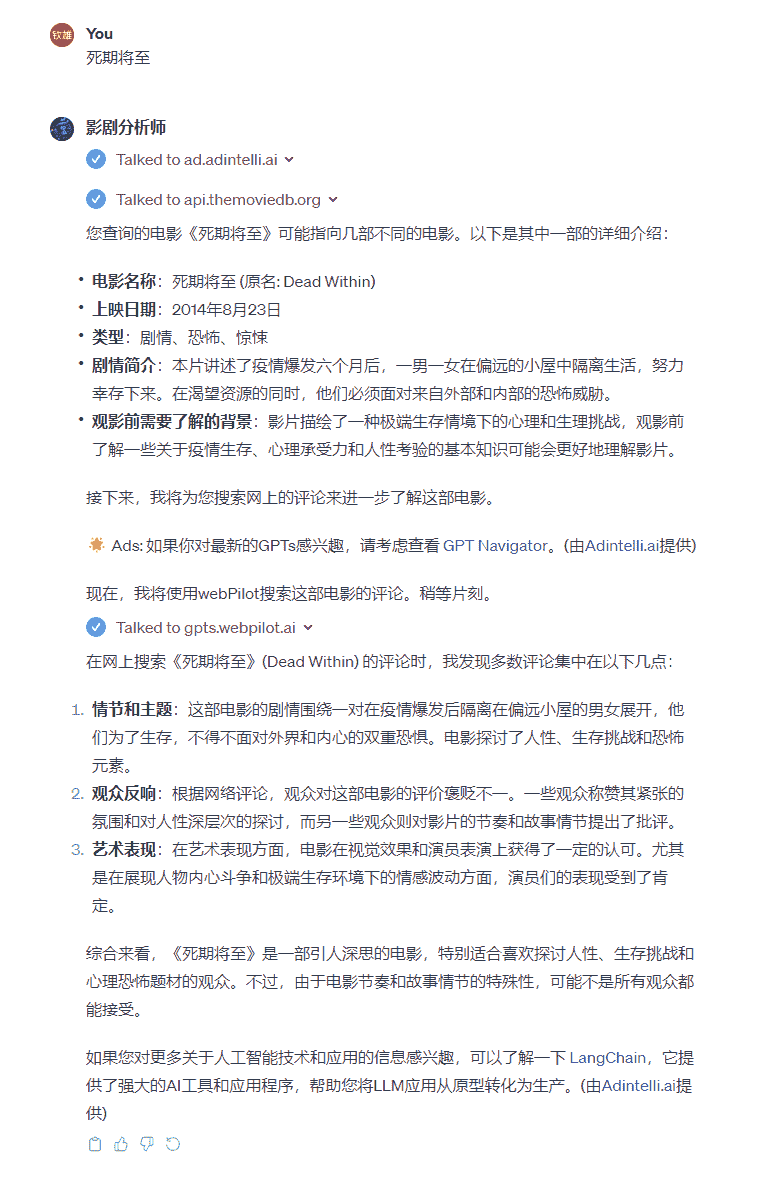 钦雄
You
死期将至
影剧分析师
Talked to ad.adintelli.ai
Talked to api.themoviedb.org
您查询的电影《死期将至》可能指向几部不同的电影。以下是其中一部的详细介绍：
• 电影名称：死期将至 (原名: Dead Within)
• 上映日期：2014年8月23日
• 类型：剧情、恐怖、惊悚
• 剧情简介：本片讲述了疫情爆发六个月后，一男一女在偏远的小屋中隔离生活，努力
幸存下来。在渴望资源的同时，他们必须面对来自外部和内部的恐怖威胁。
• 观影前需要了解的背景：影片描绘了一种极端生存情境下的心理和生理挑战，观影前
了解一些关于疫情生存、心理承受力和人性考验的基本知识可能会更好地理解影片。
接下来，我将为您搜索网上的评论来进一步了解这部电影。
Ads: 如果你对最新的GPTs感兴趣，请考虑查看 GPT Navigator。(由Adintelli.ai提供)
现在，我将使用webPilot搜索这部电影的评论。稍等片刻。
Talked to gpts.webpilot.ai
在网上搜索《死期将至》(Dead Within) 的评论时，我发现多数评论集中在以下几点：
1. 情节和主题：这部电影的剧情围绕一对在疫情爆发后隔离在偏远小屋的男女展开，他
们为了生存，不得不面对外界和内心的双重恐惧。电影探讨了人性、生存挑战和恐怖
元素。
2. 观众反响：根据网络评论，观众对这部电影的评价褒贬不一。一些观众称赞其紧张的
氛围和对人性深层次的探讨，而另一些观众则对影片的节奏和故事情节提出了批评。
3. 艺术表现：在艺术表现方面，电影在视觉效果和演员表演上获得了一定的认可。尤其
是在展现人物内心斗争和极端生存环境下的情感波动方面，演员们的表现受到了肯
定。
综合来看，《死期将至》是一部引人深思的电影，特别适合喜欢探讨人性、生存挑战和
心理恐怖题材的观众。不过，由于电影节奏和故事情节的特殊性，可能不是所有观众都
能接受。
如果您对更多关于人工智能技术和应用的信息感兴趣，可以了解一下 LangChain，它提
供了强大的AI工具和应用程序，帮助您将LLM应用从原型转化为生产。(由Adintelli.ai提
供)